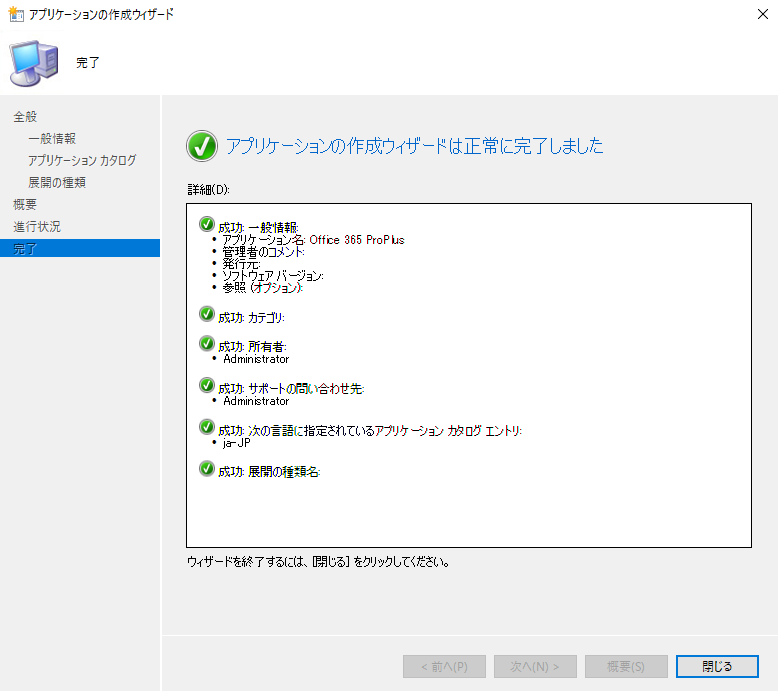 アプリケーションの作成ウィザード
完了
全般
一般情報
アプリケーション カタログ
展開の種類
概要
進行状況
完了
アプリケーションの作成ウィザードは正常に完了しました
詳細(D):
成功: 一般情報:
• アプリケーション名: Office 365 ProPlus
• 管理者のコメント:
• 発行元:
• ソフトウェア バージョン:
• 参照 (オプション):
成功: カテゴリ:
成功: 所有者:
• Administrator
成功: サポートの問い合わせ先:
• Administrator
成功: 次の言語に指定されているアプリケーション カタログ エントリ:
• ja-JP
成功: 展開の種類名:
ウィザードを終了するには、[閉じる] をクリックしてください。
< 前へ(P)
次へ(N) >
概要(S)
閉じる